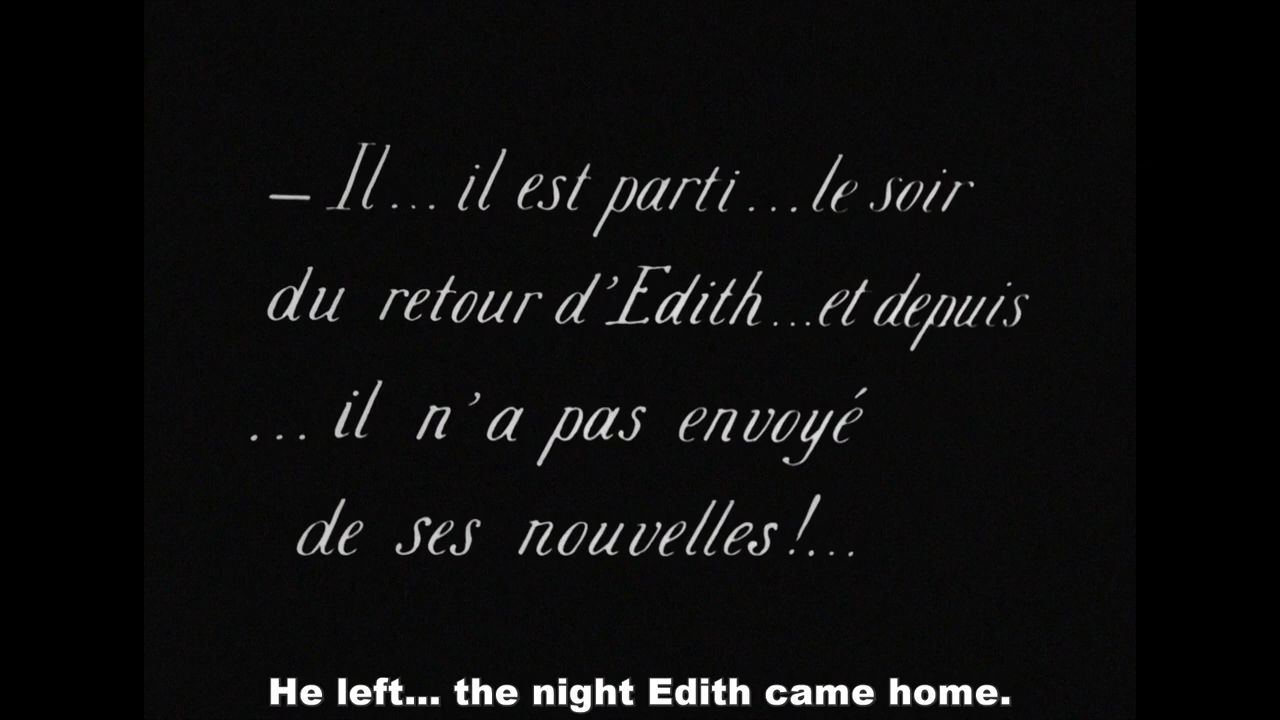 — Il... il est parti...le soir
du retour d'Edith...et depuis
...il n'a pas envoyé
de ses nouvelles!...
He left... the night Edith came home.